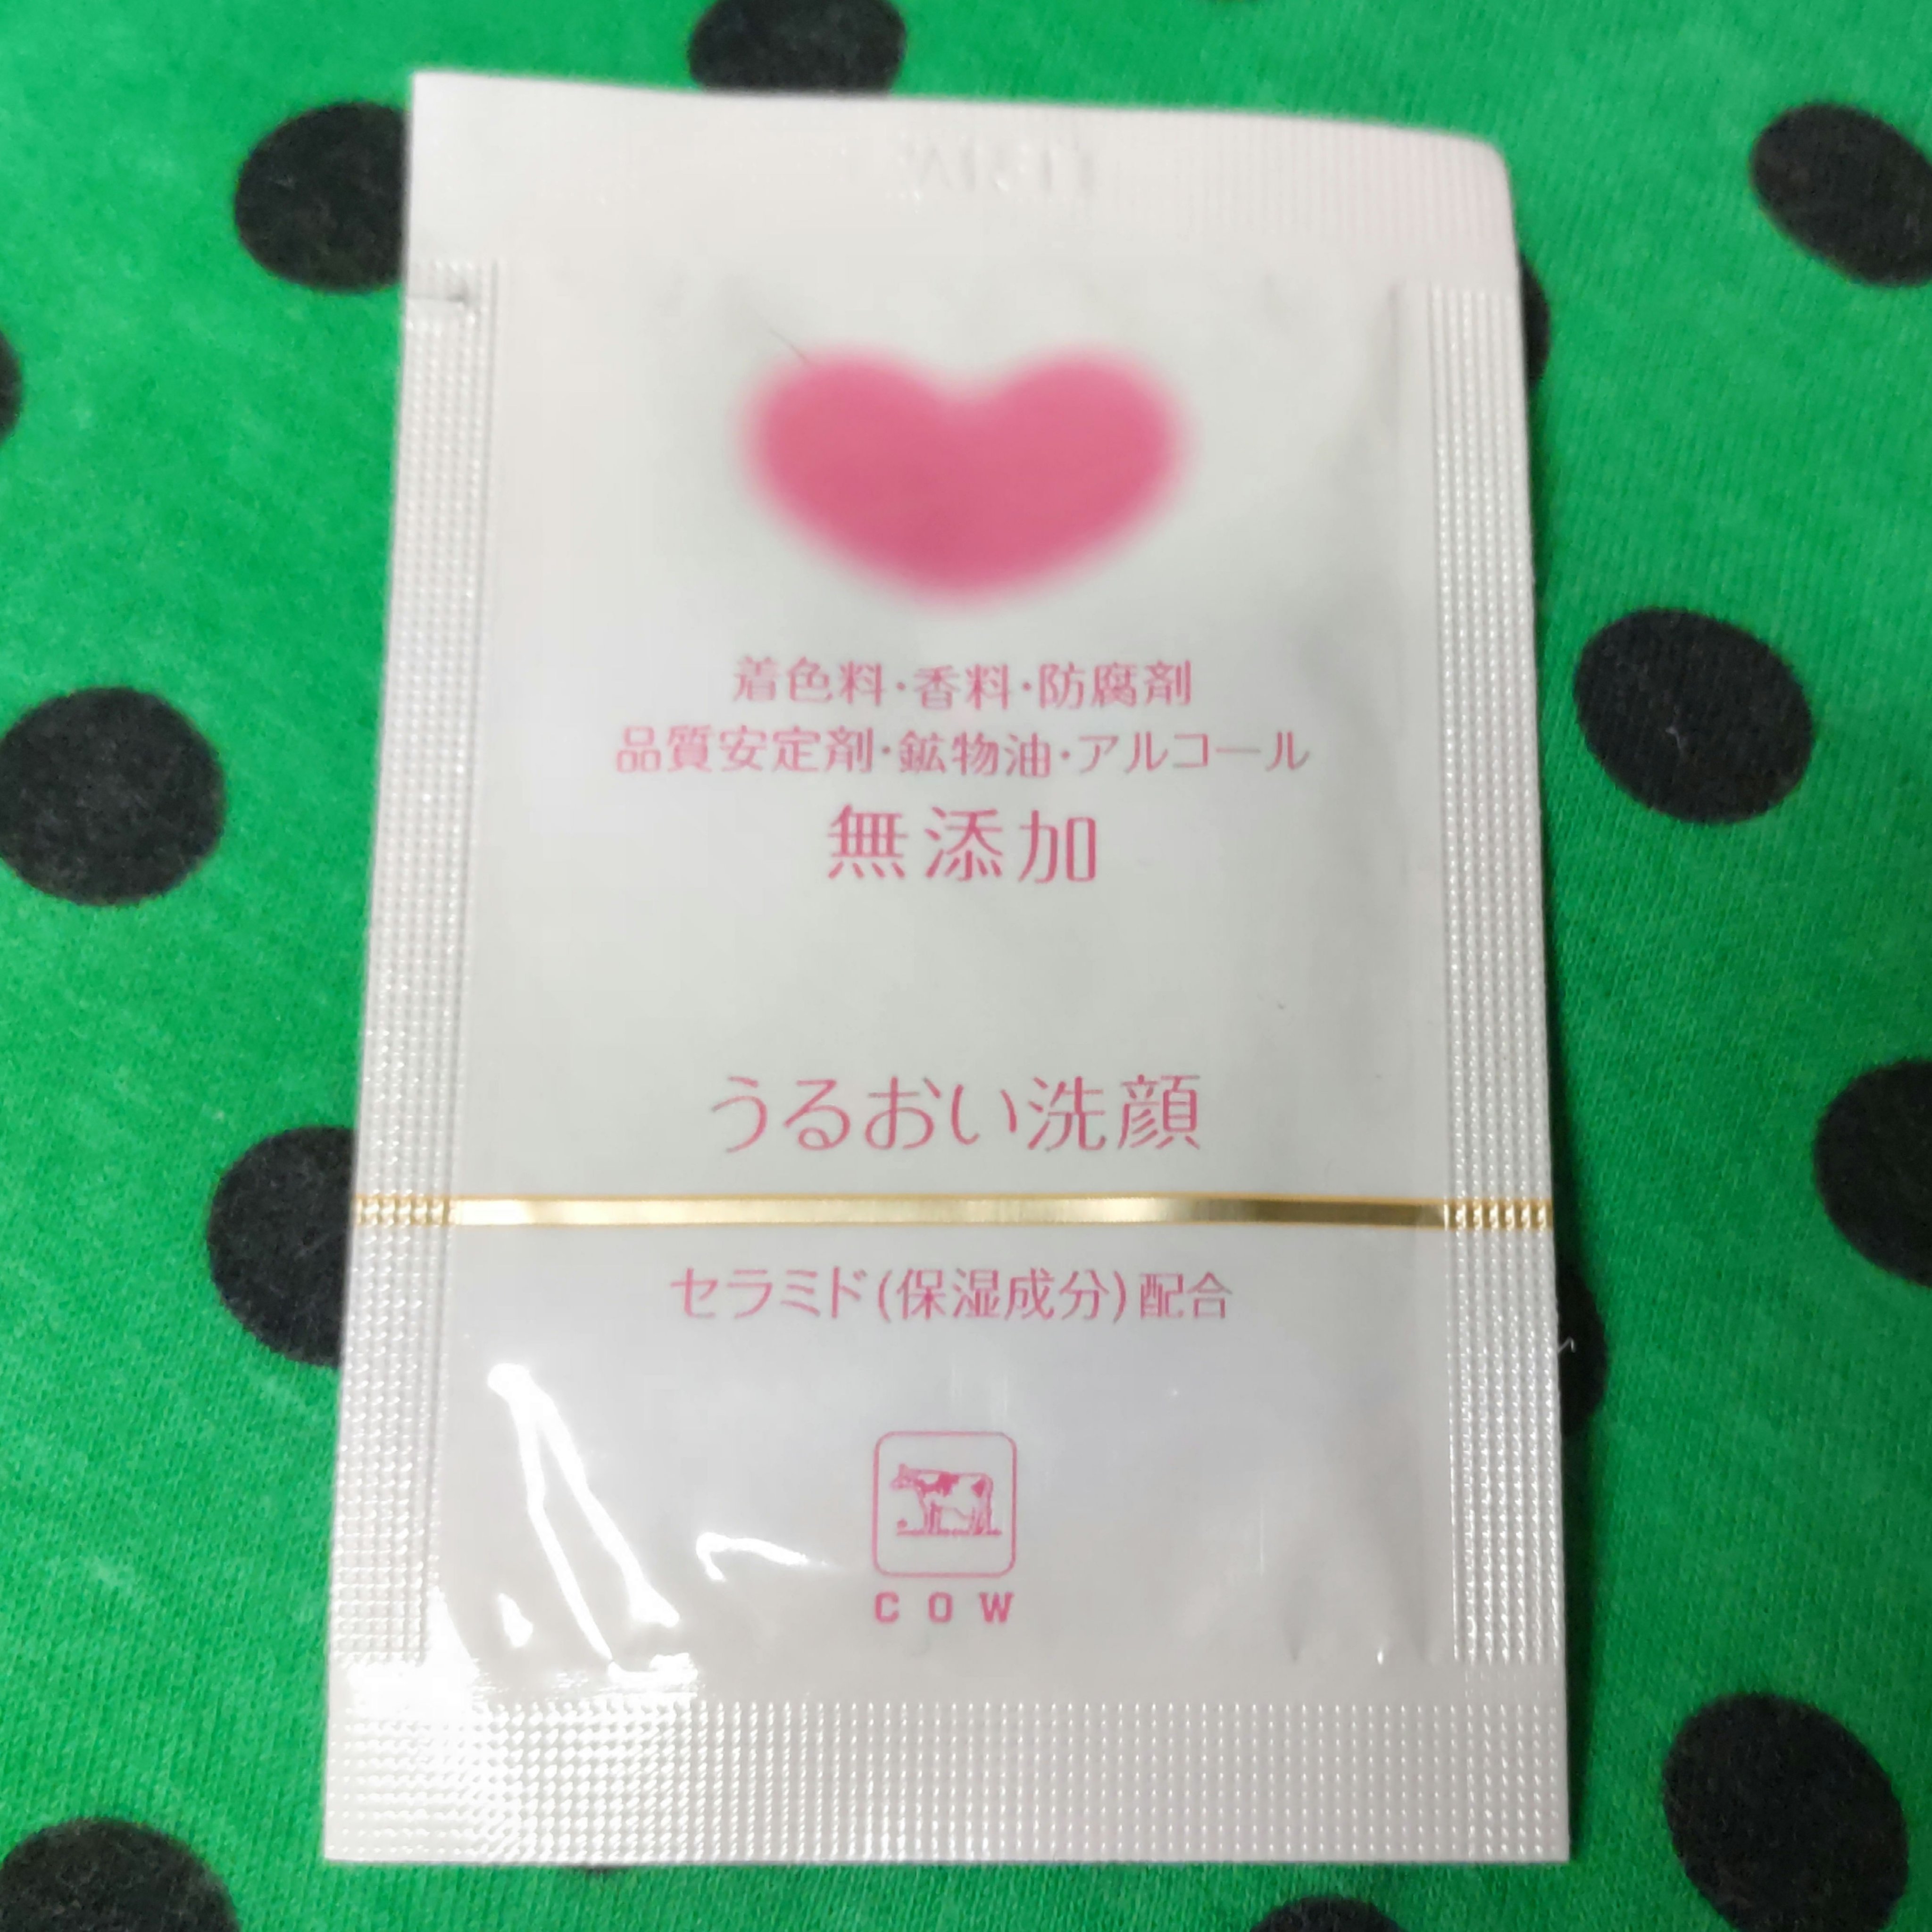 着色料・香料・防腐剤
品質安定剤・鉱物油・アルコール
無添加
うるおい洗顔
セラミド(保湿成分)配合
COW